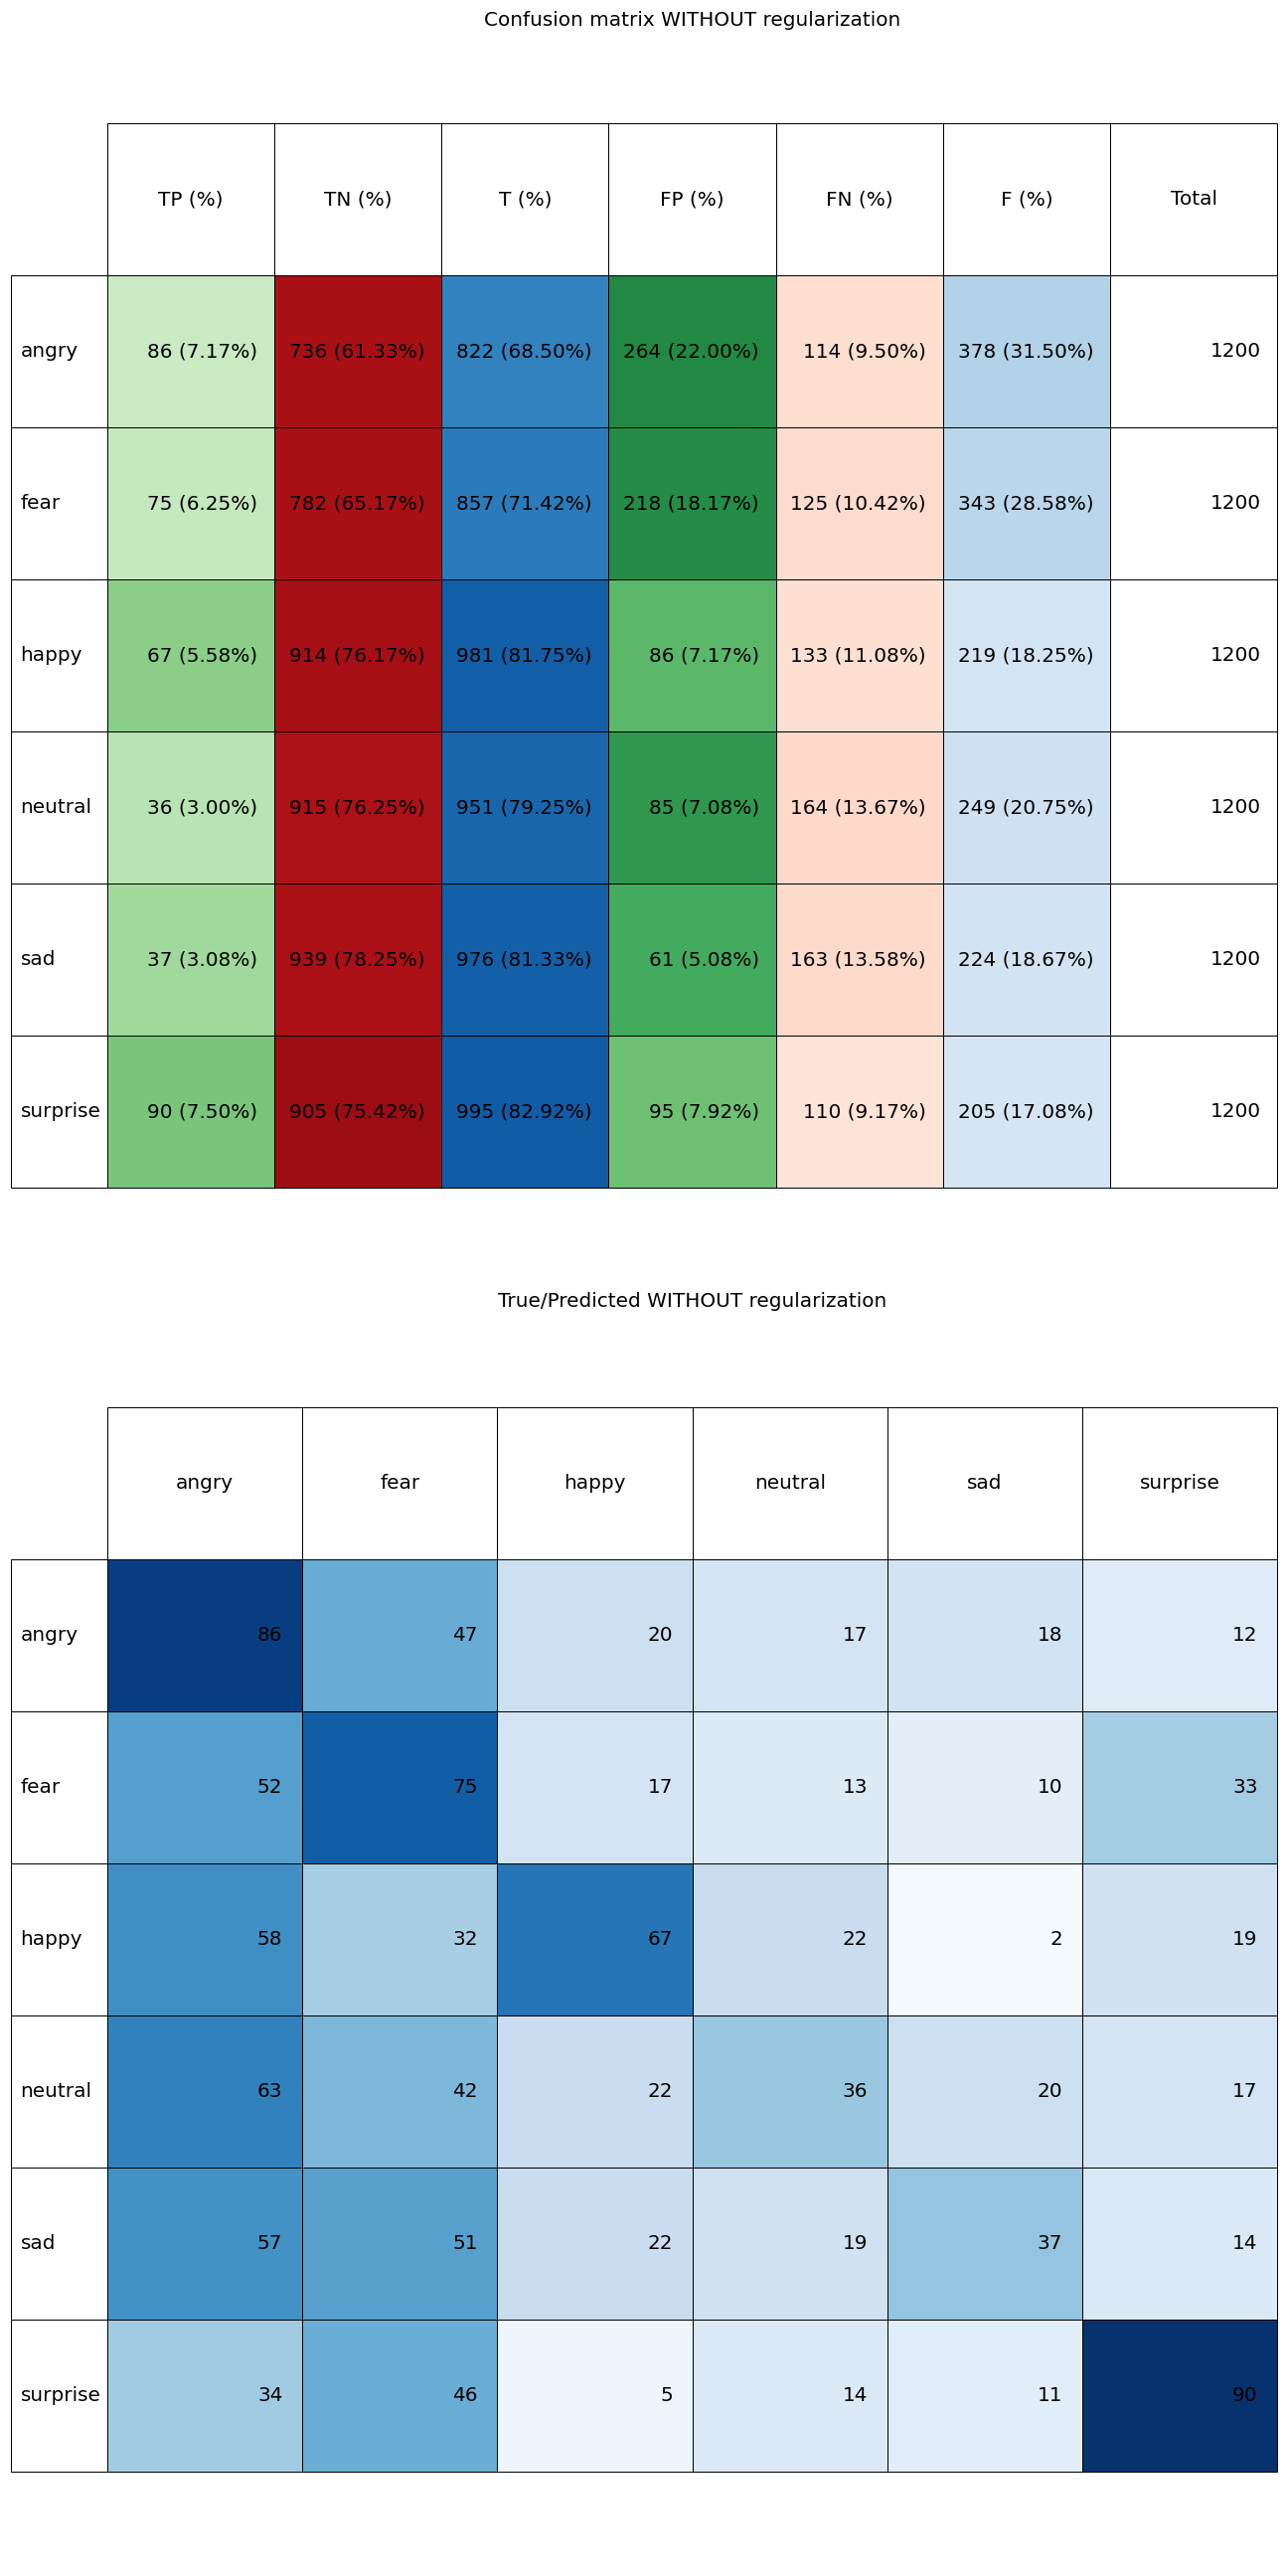 Confusion matrix WITHOUT regularization
TP (%) TN (%) T (%) FP (%) FN (%) F (%) Total
angry 86 (7.17%) 736 (61.33%) 822 (68.50%) 264 (22.00%) 114 (9.50%) 378 (31.50%) 1200
fear 75 (6.25%) 782 (65.17%) 857 (71.42%) 218 (18.17%) 125 (10.42%) 343 (28.58%) 1200
happy 67 (5.58%) 914 (76.17%) 981 (81.75%) 86 (7.17%) 133 (11.08%) 219 (18.25%) 1200
neutral 36 (3.00%) 915 (76.25%) 951 (79.25%) 85 (7.08%) 164 (13.67%) 249 (20.75%) 1200
sad 37 (3.08%) 939 (78.25%) 976 (81.33%) 61 (5.08%) 163 (13.58%) 224 (18.67%) 1200
surprise 90 (7.50%) 905 (75.42%) 995 (82.92%) 95 (7.92%) 110 (9.17%) 205 (17.08%) 1200
True/Predicted WITHOUT regularization
angry fear happy neutral sad surprise
angry 86 47 20 17 18 12
fear 52 75 17 13 10 33
happy 58 32 67 22 2 19
neutral 63 42 22 36 20 17
sad 57 51 22 19 37 14
surprise 34 46 5 14 11 90